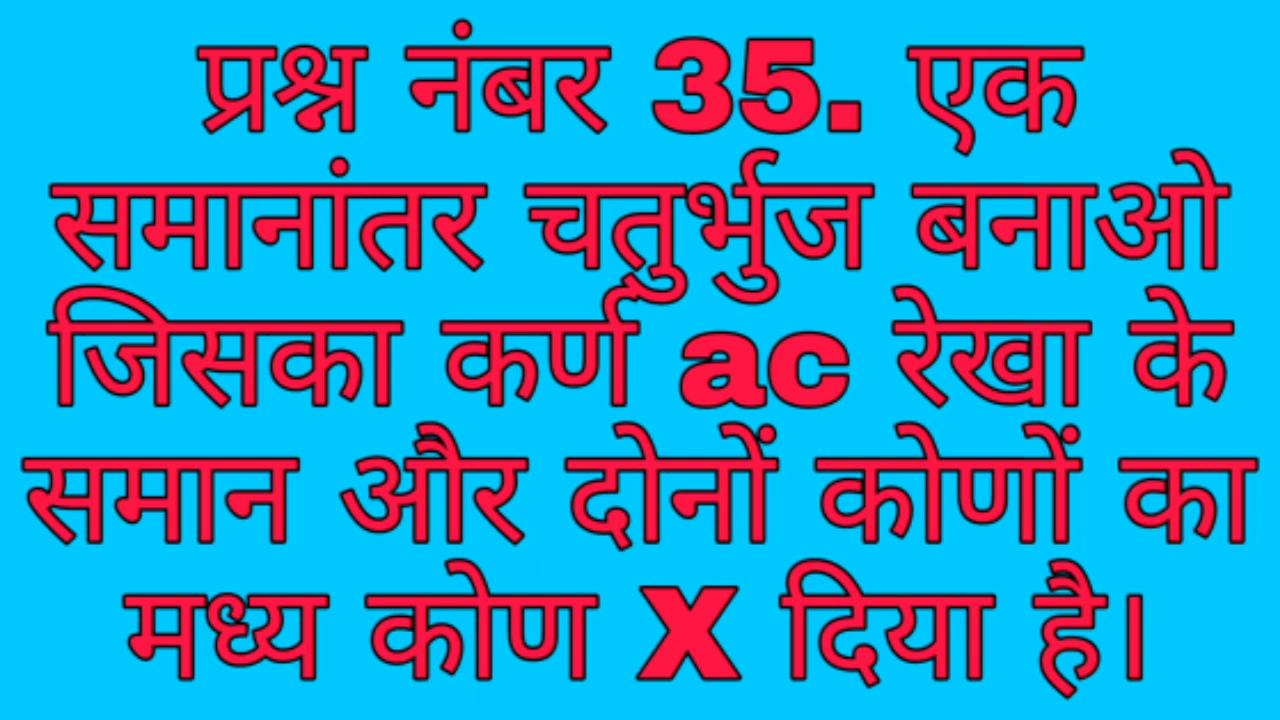 प्रश्न नंबर 35. एक
समानांतर चतुर्भुज बनाओ
जिसका कर्ण ac रेखा के
समान और दोनों कोणों का
मध्य कोण X दिया है।